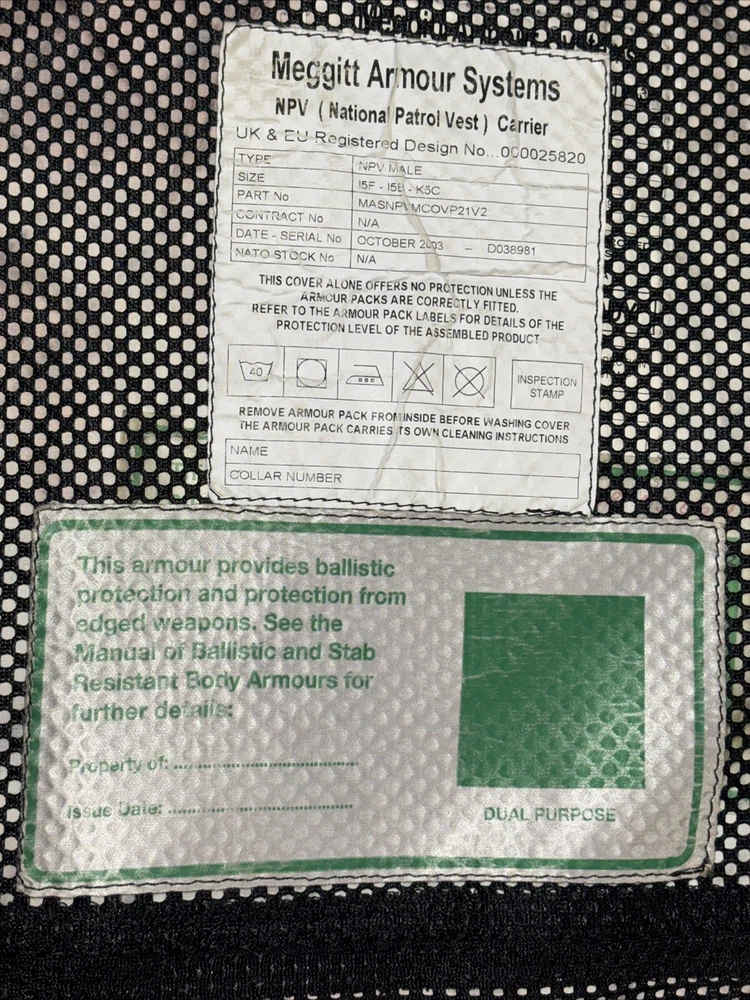 Meggitt Armour Systems
NPV ( National Patrol Vest ) Carrier
UK & EU Registered Design No...000025820
TYPE NPV MALE
SIZE I5F - I5B - K5C
PART No MASNPVMCOVP21V2
CONTRACT No N/A
DATE - SERIAL No OCTOBER 2003 – D038981
NATO STOCK No N/A
THIS COVER ALONE OFFERS NO PROTECTION UNLESS THE
ARMOUR PACKS ARE CORRECTLY FITTED.
REFER TO THE ARMOUR PACK LABELS FOR DETAILS OF THE
PROTECTION LEVEL OF THE ASSEMBLED PRODUCT
40
INSPECTION
STAMP
REMOVE ARMOUR PACK FROM INSIDE BEFORE WASHING COVER
THE ARMOUR PACK CARRIES ITS OWN CLEANING INSTRUCTIONS
NAME
COLLAR NUMBER
This armour provides ballistic
protection and protection from
edged weapons. See the
Manual of Ballistic and Stab
Resistant Body Armours for
further details:
Property of: ..........................................
Issue Date: ..........................................
DUAL PURPOSE